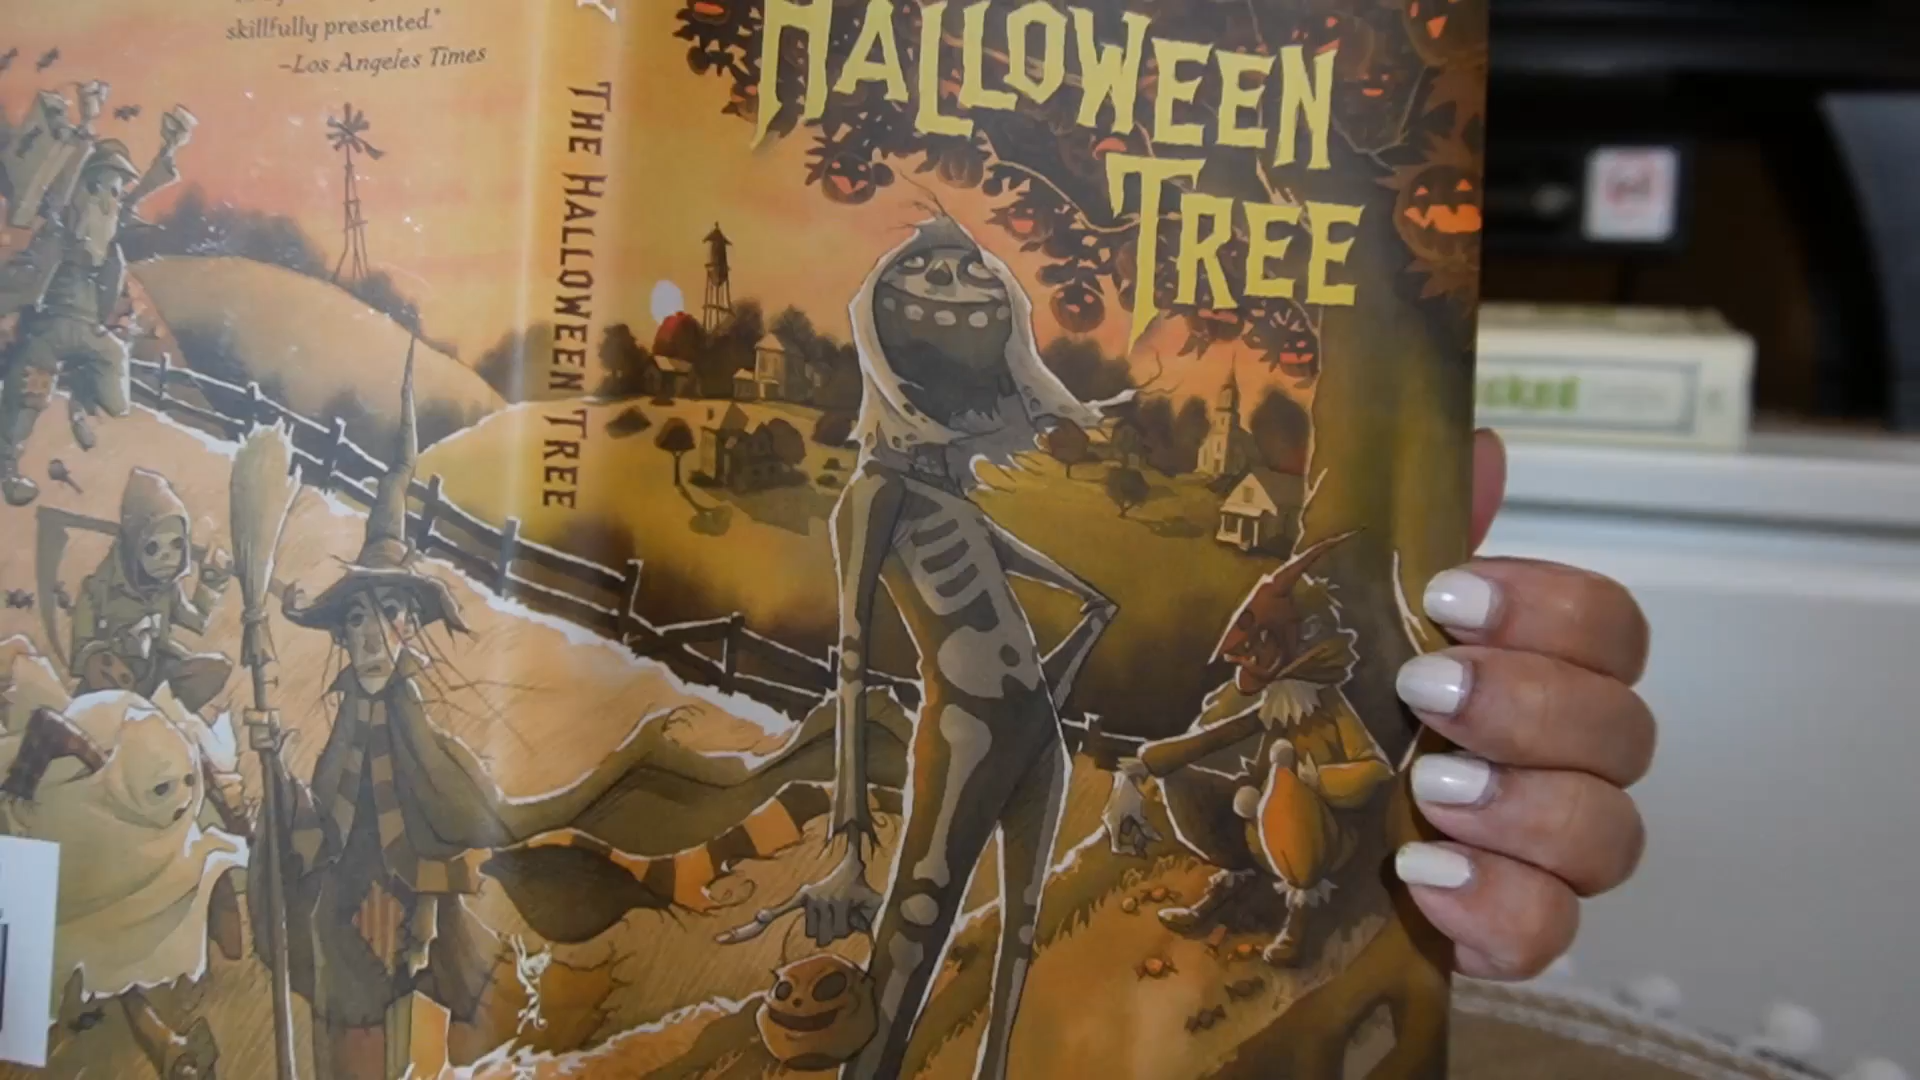 skillfully presented."
–Los Angeles Times
THE HALLOWEEN TREE
HALLOWEEN
TREE